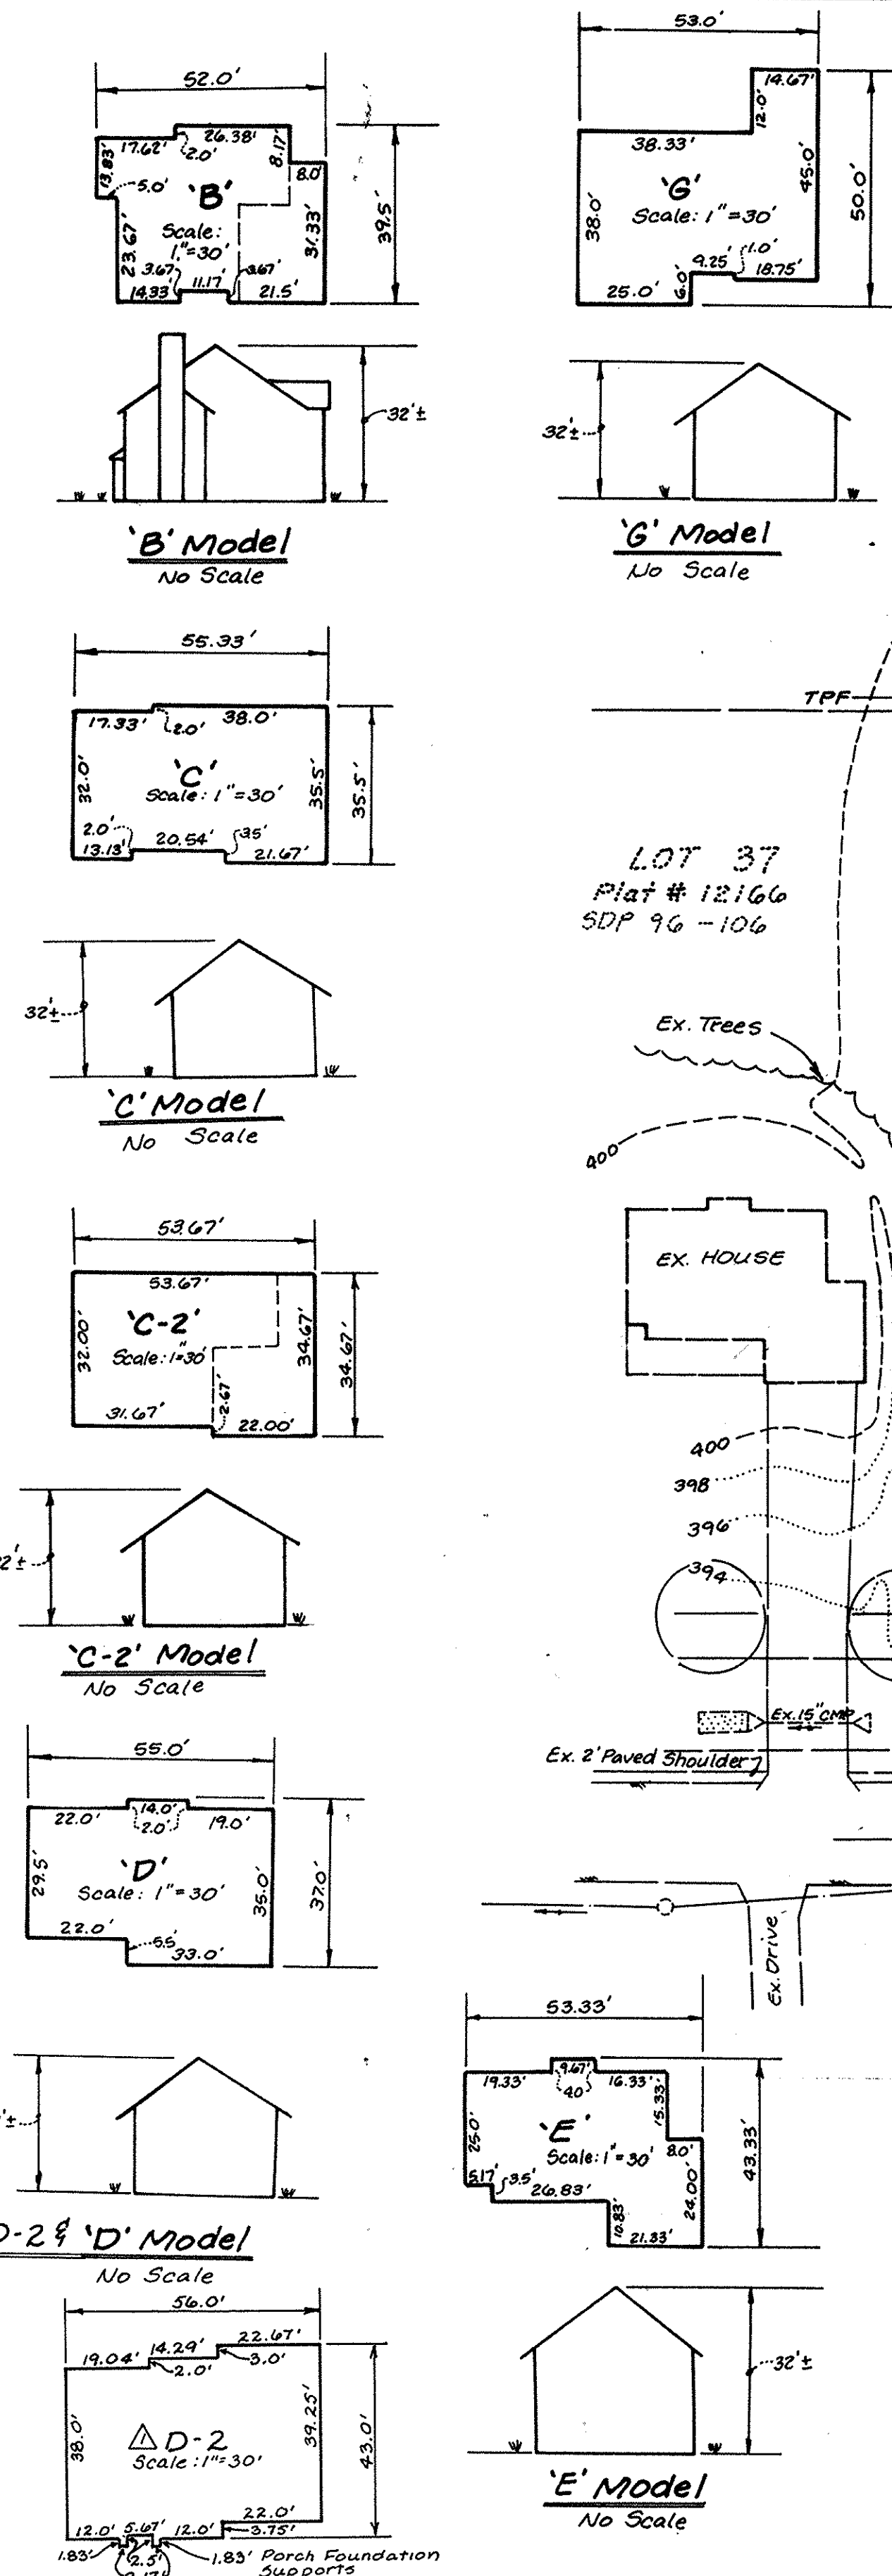 52.0'
26.38'
17.62'
2.0'
8.17'
13.83'
5.0'
'B'
8.0'
Scale:
1"=30'
23.67'
31.33'
39.5'
3.67'
11.17'
3.67'
14.33'
21.5'
32'±
'B' Model
No Scale
53.0'
14.67'
12.0'
38.33'
'G'
Scale: 1"=30'
38.0'
45.0'
50.0'
9.25'
1.0'
18.75'
25.0'
6.0'
32'±
'G' Model
No Scale
55.33'
17.33'
2.0'
38.0'
'C'
Scale: 1"=30'
32.0'
35.5'
35.5'
2.0'
20.54'
3.5'
13.13'
21.67'
32'±
'C' Model
No Scale
TPF
LOT 37
Plat # 12166
SDP 96-106
Ex. Trees
400
EX. HOUSE
400
398
396
394
Ex. 15" CMP
Ex. 2' Paved Shoulder
Ex. Drive
53.67'
53.67'
'C-2'
Scale: 1"=30'
32.00'
34.67'
34.67'
31.67'
2.67'
22.00'
2'±
'C-2' Model
No Scale
55.0'
22.0'
14.0'
2.0'
19.0'
'D'
Scale: 1"=30'
29.5'
35.0'
37.0'
22.0'
5.5'
33.0'
'±
D-2 & 'D' Model
No Scale
53.33'
19.33'
9.67'
4.0'
16.33'
15.33'
'E'
Scale: 1"=30'
25.0'
8.0'
5.17'
3.5'
26.83'
24.00'
43.33'
10.83'
21.33'
32'±
'E' Model
No Scale
56.0'
19.04'
14.29'
22.67'
2.0'
3.0'
1 D-2
Scale: 1"=30'
38.0'
39.25'
43.0'
22.0'
12.0'
5.67'
12.0'
3.75'
1.83'
2.5'
1.83' Porch Foundation
Supports